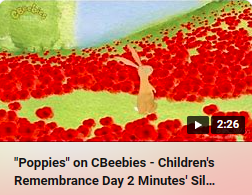 CBeebies
2:26
"Poppies" on CBeebies - Children's
Remembrance Day 2 Minutes' Sil...